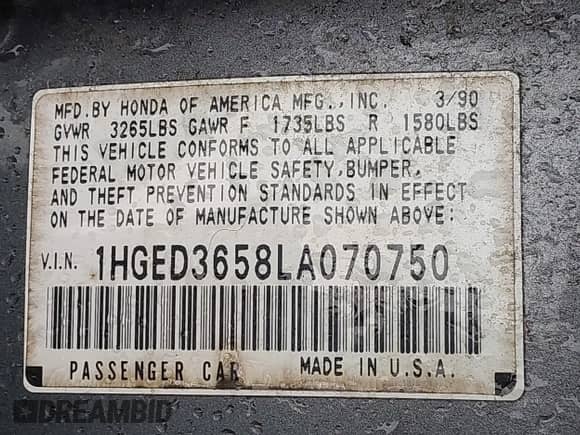 MFD. BY HONDA OF AMERICA MFG., INC. 3/90
GVWR 3265LBS GAWR F 1735LBS R 1580LBS
THIS VEHICLE CONFORMS TO ALL APPLICABLE
FEDERAL MOTOR VEHICLE SAFETY, BUMPER,
AND THEFT PREVENTION STANDARDS IN EFFECT
ON THE DATE OF MANUFACTURE SHOWN ABOVE:
V.I.N. 1HGED3658LA070750
PASSENGER CAR MADE IN U.S.A.
DREAMBID